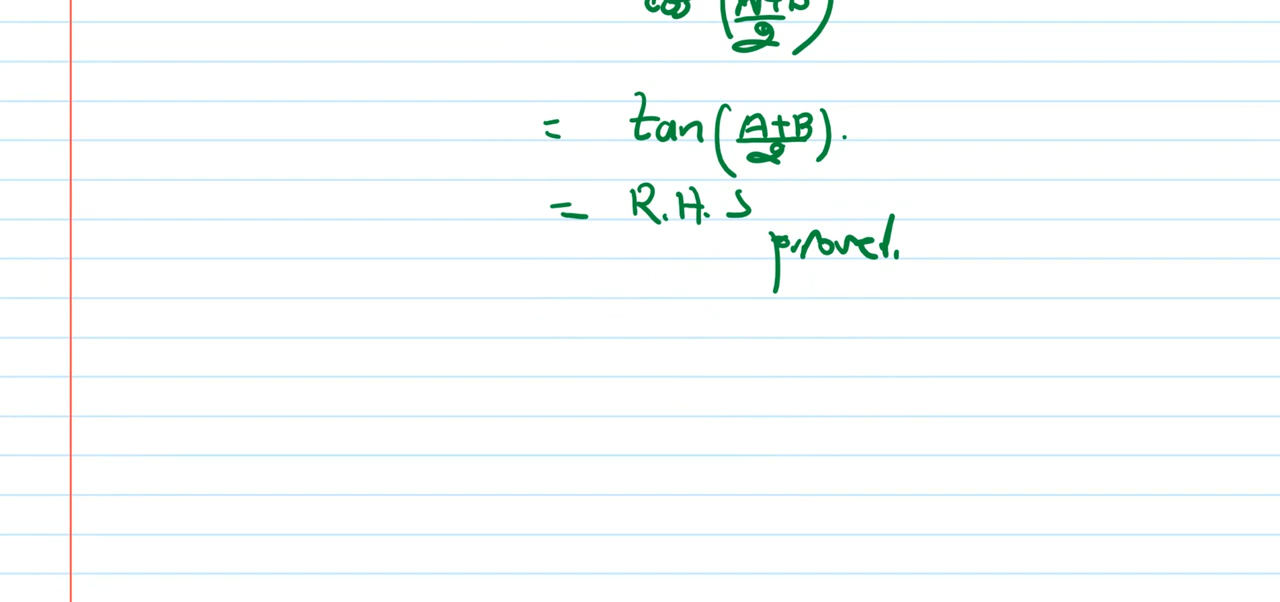 cos (A+B/2)
= tan(A+B/2).
= R.H.S
proved.